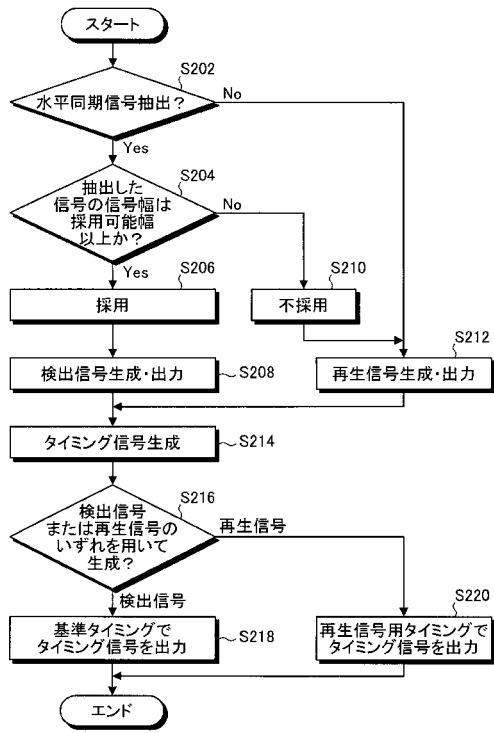 スタート
S202
水平同期信号抽出？
No
Yes
S204
抽出した
信号の信号幅は
採用可能幅
以上か？
No
Yes
S206
採用
S210
不採用
検出信号生成・出力
S208
S212
再生信号生成・出力
タイミング信号生成
S214
S216
検出信号
または再生信号の
いずれを用いて
生成？
再生信号
検出信号
基準タイミングで
タイミング信号を出力
S218
S220
再生信号用タイミングで
タイミング信号を出力
エンド